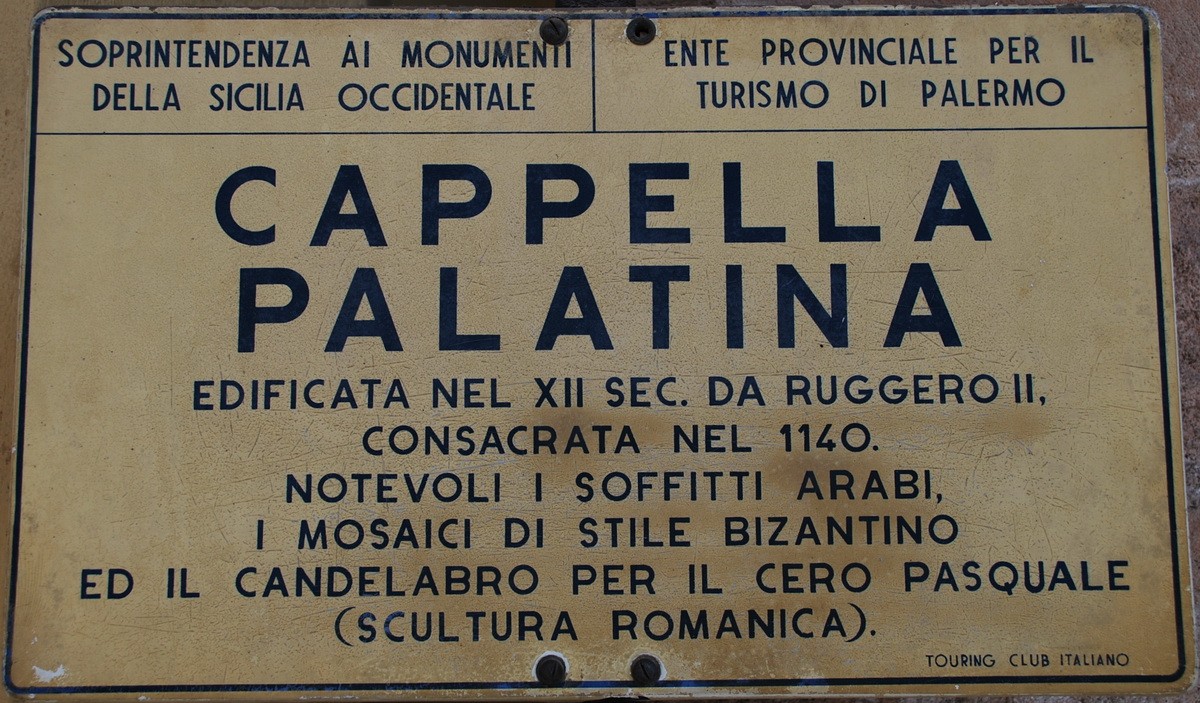 SOPRINTENDENZA AI MONUMENTI
DELLA SICILIA OCCIDENTALE
ENTE PROVINCIALE PER IL
TURISMO DI PALERMO
CAPPELLA
PALATINA
EDIFICATA NEL XII SEC. DA RUGGERO II,
CONSACRATA NEL 1140.
NOTEVOLI I SOFFITTI ARABI,
I MOSAICI DI STILE BIZANTINO
ED IL CANDELABRO PER IL CERO PASQUALE
(SCULTURA ROMANICA).
TOURING CLUB ITALIANO